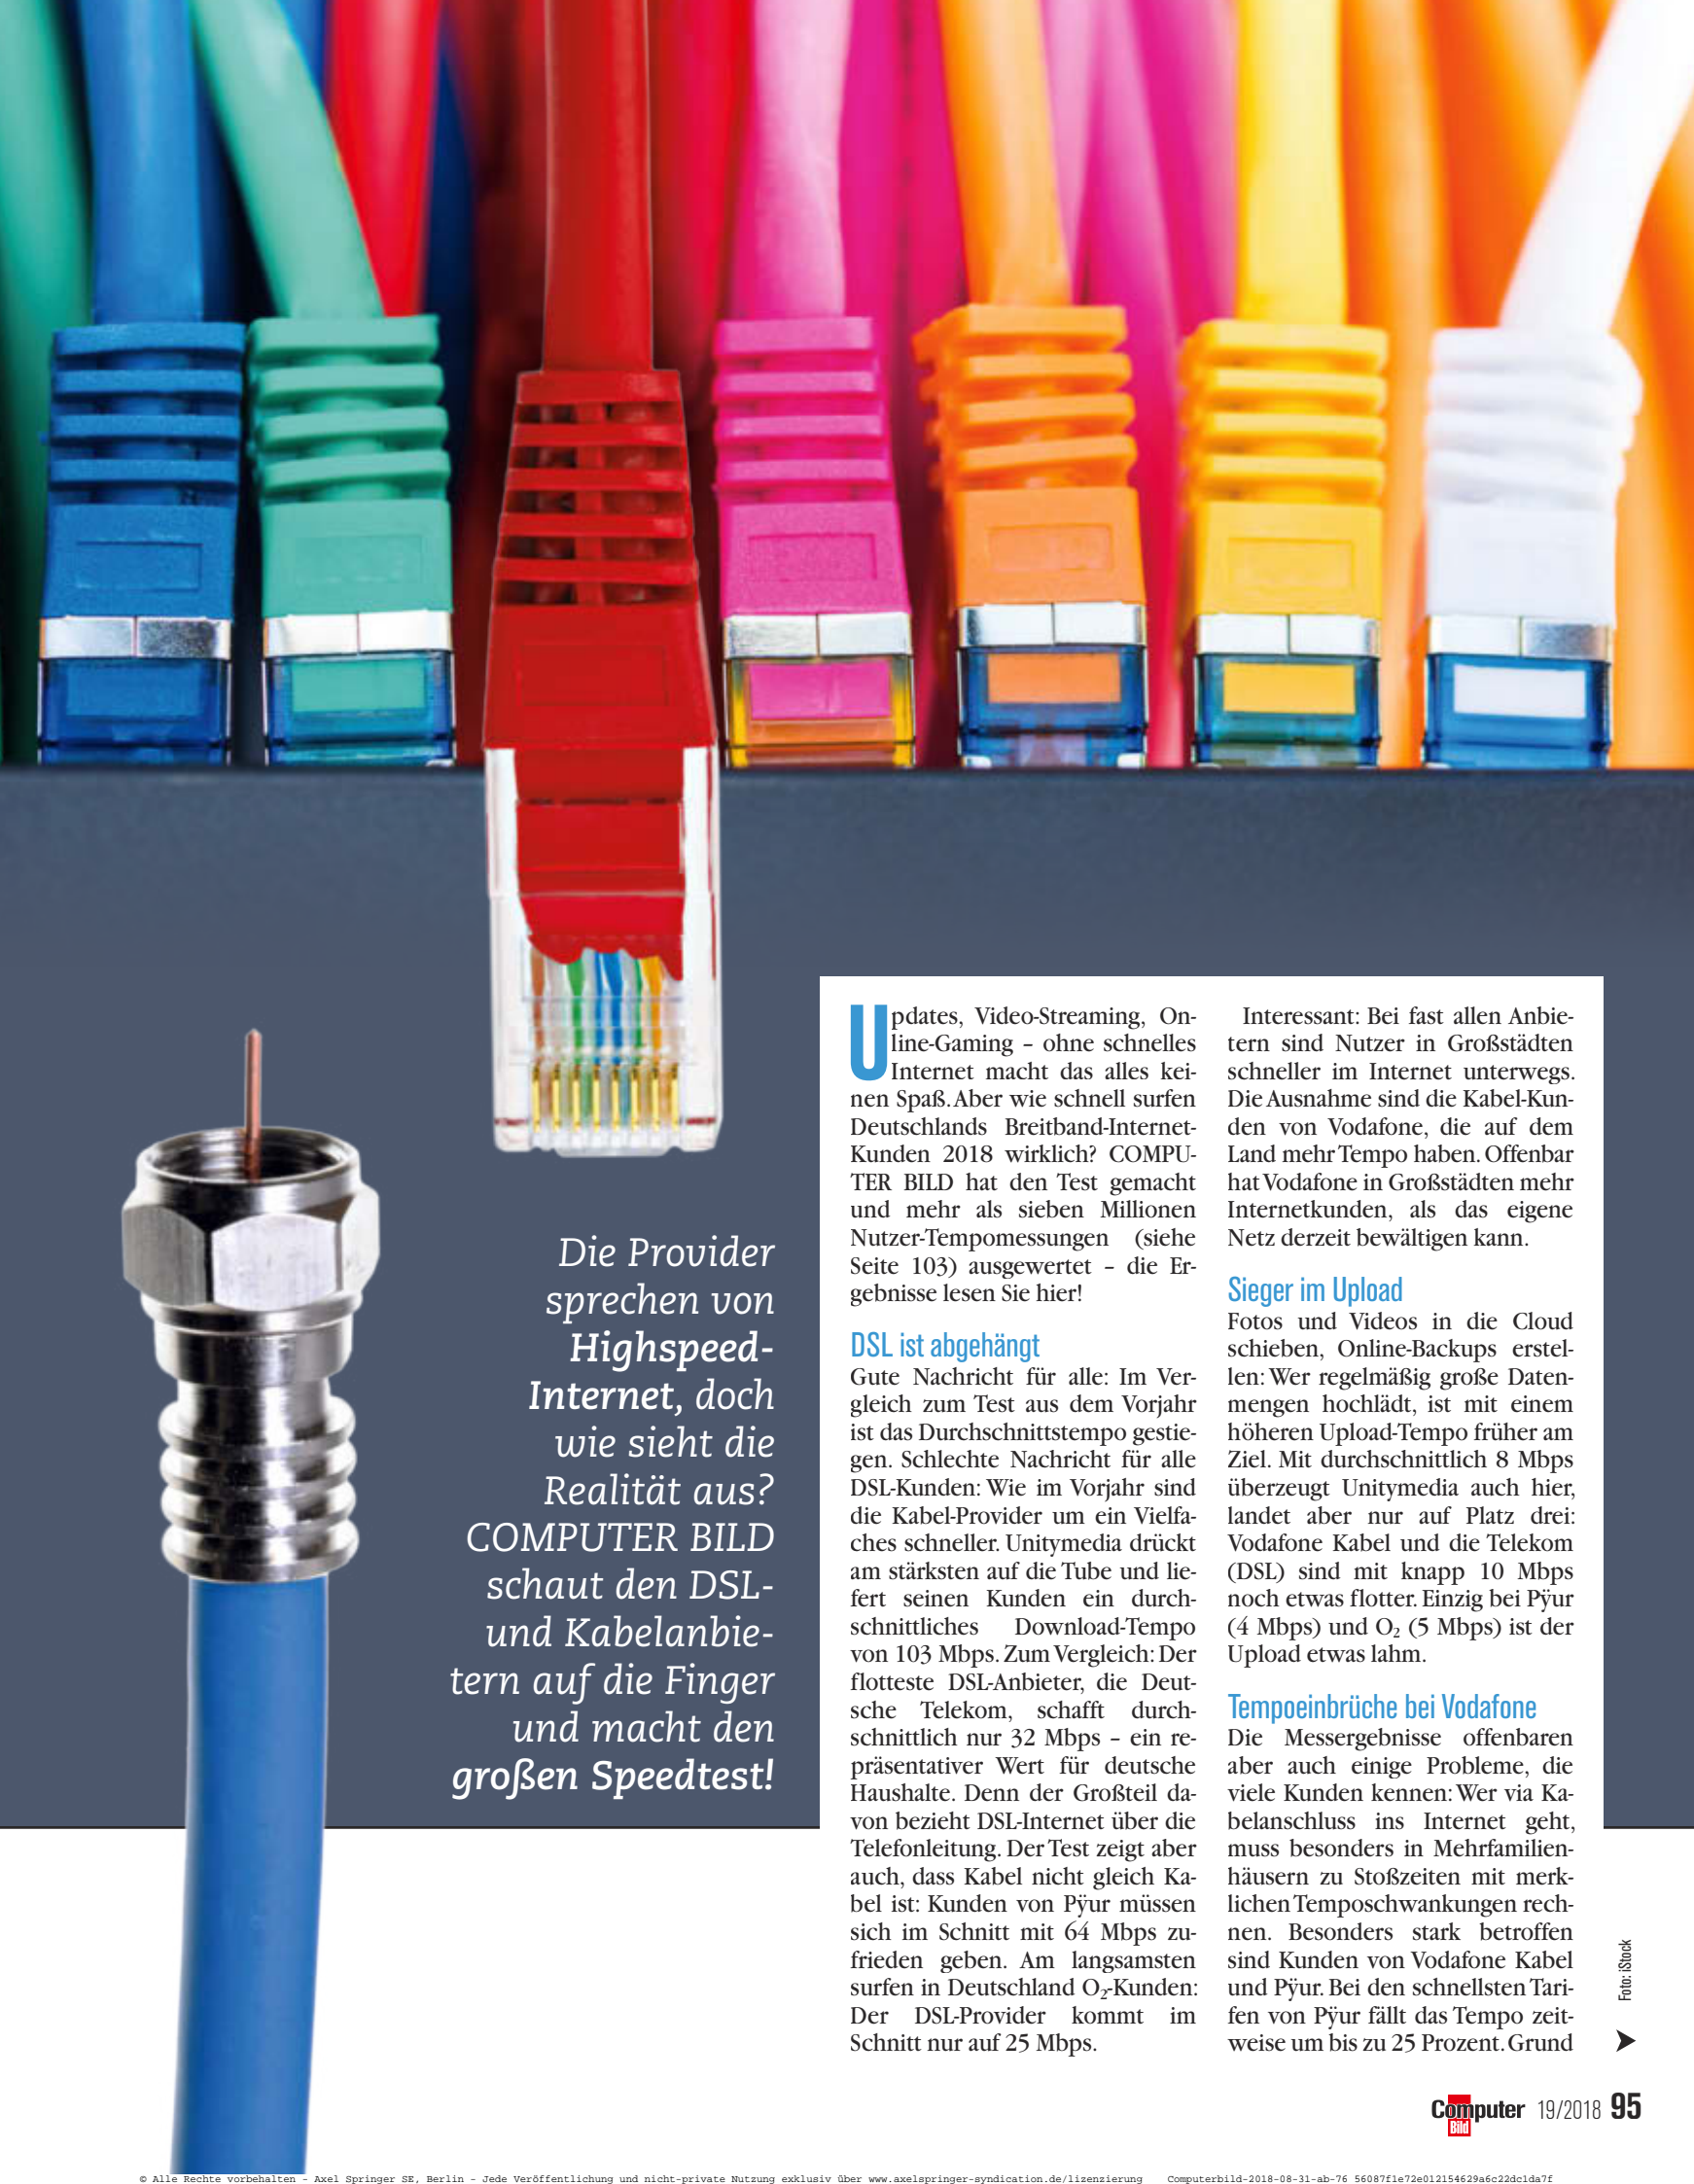 Die Provider
sprechen von
Highspeed-
Internet, doch
wie sieht die
Realität aus?
COMPUTER BILD
schaut den DSL-
und Kabelanbie-
tern auf die Finger
und macht den
großen Speedtest!
Updates, Video-Streaming, On-
line-Gaming – ohne schnelles
Internet macht das alles kei-
nen Spaß. Aber wie schnell surfen
Deutschlands Breitband-Internet-
Kunden 2018 wirklich? COMPU-
TER BILD hat den Test gemacht
und mehr als sieben Millionen
Nutzer-Tempomessungen (siehe
Seite 103) ausgewertet – die Er-
gebnisse lesen Sie hier!
DSL ist abgehängt
Gute Nachricht für alle: Im Ver-
gleich zum Test aus dem Vorjahr
ist das Durchschnittstempo gestie-
gen. Schlechte Nachricht für alle
DSL-Kunden: Wie im Vorjahr sind
die Kabel-Provider um ein Vielfa-
ches schneller. Unitymedia drückt
am stärksten auf die Tube und lie-
fert seinen Kunden ein durch-
schnittliches Download-Tempo
von 103 Mbps. Zum Vergleich: Der
flotteste DSL-Anbieter, die Deut-
sche Telekom, schafft durch-
schnittlich nur 32 Mbps – ein re-
präsentativer Wert für deutsche
Haushalte. Denn der Großteil da-
von bezieht DSL-Internet über die
Telefonleitung. Der Test zeigt aber
auch, dass Kabel nicht gleich Ka-
bel ist: Kunden von Pÿur müssen
sich im Schnitt mit 64 Mbps zu-
frieden geben. Am langsamsten
surfen in Deutschland O₂-Kunden:
Der DSL-Provider kommt im
Schnitt nur auf 25 Mbps.
Interessant: Bei fast allen Anbie-
tern sind Nutzer in Großstädten
schneller im Internet unterwegs.
Die Ausnahme sind die Kabel-Kun-
den von Vodafone, die auf dem
Land mehr Tempo haben. Offenbar
hat Vodafone in Großstädten mehr
Internetkunden, als das eigene
Netz derzeit bewältigen kann.
Sieger im Upload
Fotos und Videos in die Cloud
schieben, Online-Backups erstel-
len: Wer regelmäßig große Daten-
mengen hochlädt, ist mit einem
höheren Upload-Tempo früher am
Ziel. Mit durchschnittlich 8 Mbps
überzeugt Unitymedia auch hier,
landet aber nur auf Platz drei:
Vodafone Kabel und die Telekom
(DSL) sind mit knapp 10 Mbps
noch etwas flotter. Einzig bei Pÿur
(4 Mbps) und O₂ (5 Mbps) ist der
Upload etwas lahm.
Tempoeinbrüche bei Vodafone
Die Messergebnisse offenbaren
aber auch einige Probleme, die
viele Kunden kennen: Wer via Ka-
belanschluss ins Internet geht,
muss besonders in Mehrfamilien-
häusern zu Stoßzeiten mit merk-
lichen Temposchwankungen rech-
nen. Besonders stark betroffen
sind Kunden von Vodafone Kabel
und Pÿur. Bei den schnellsten Tari-
fen von Pÿur fällt das Tempo zeit-
weise um bis zu 25 Prozent. Grund
Foto: iStock
Computer Bild 19/2018 95
© Alle Rechte vorbehalten - Axel Springer SE, Berlin - Jede Veröffentlichung und nicht-private Nutzung exklusiv über www.axelspringer-syndication.de/lizenzierung Computerbild-2018-08-31-ab-76 56087f1e72e012154629a6c22dc1da7f